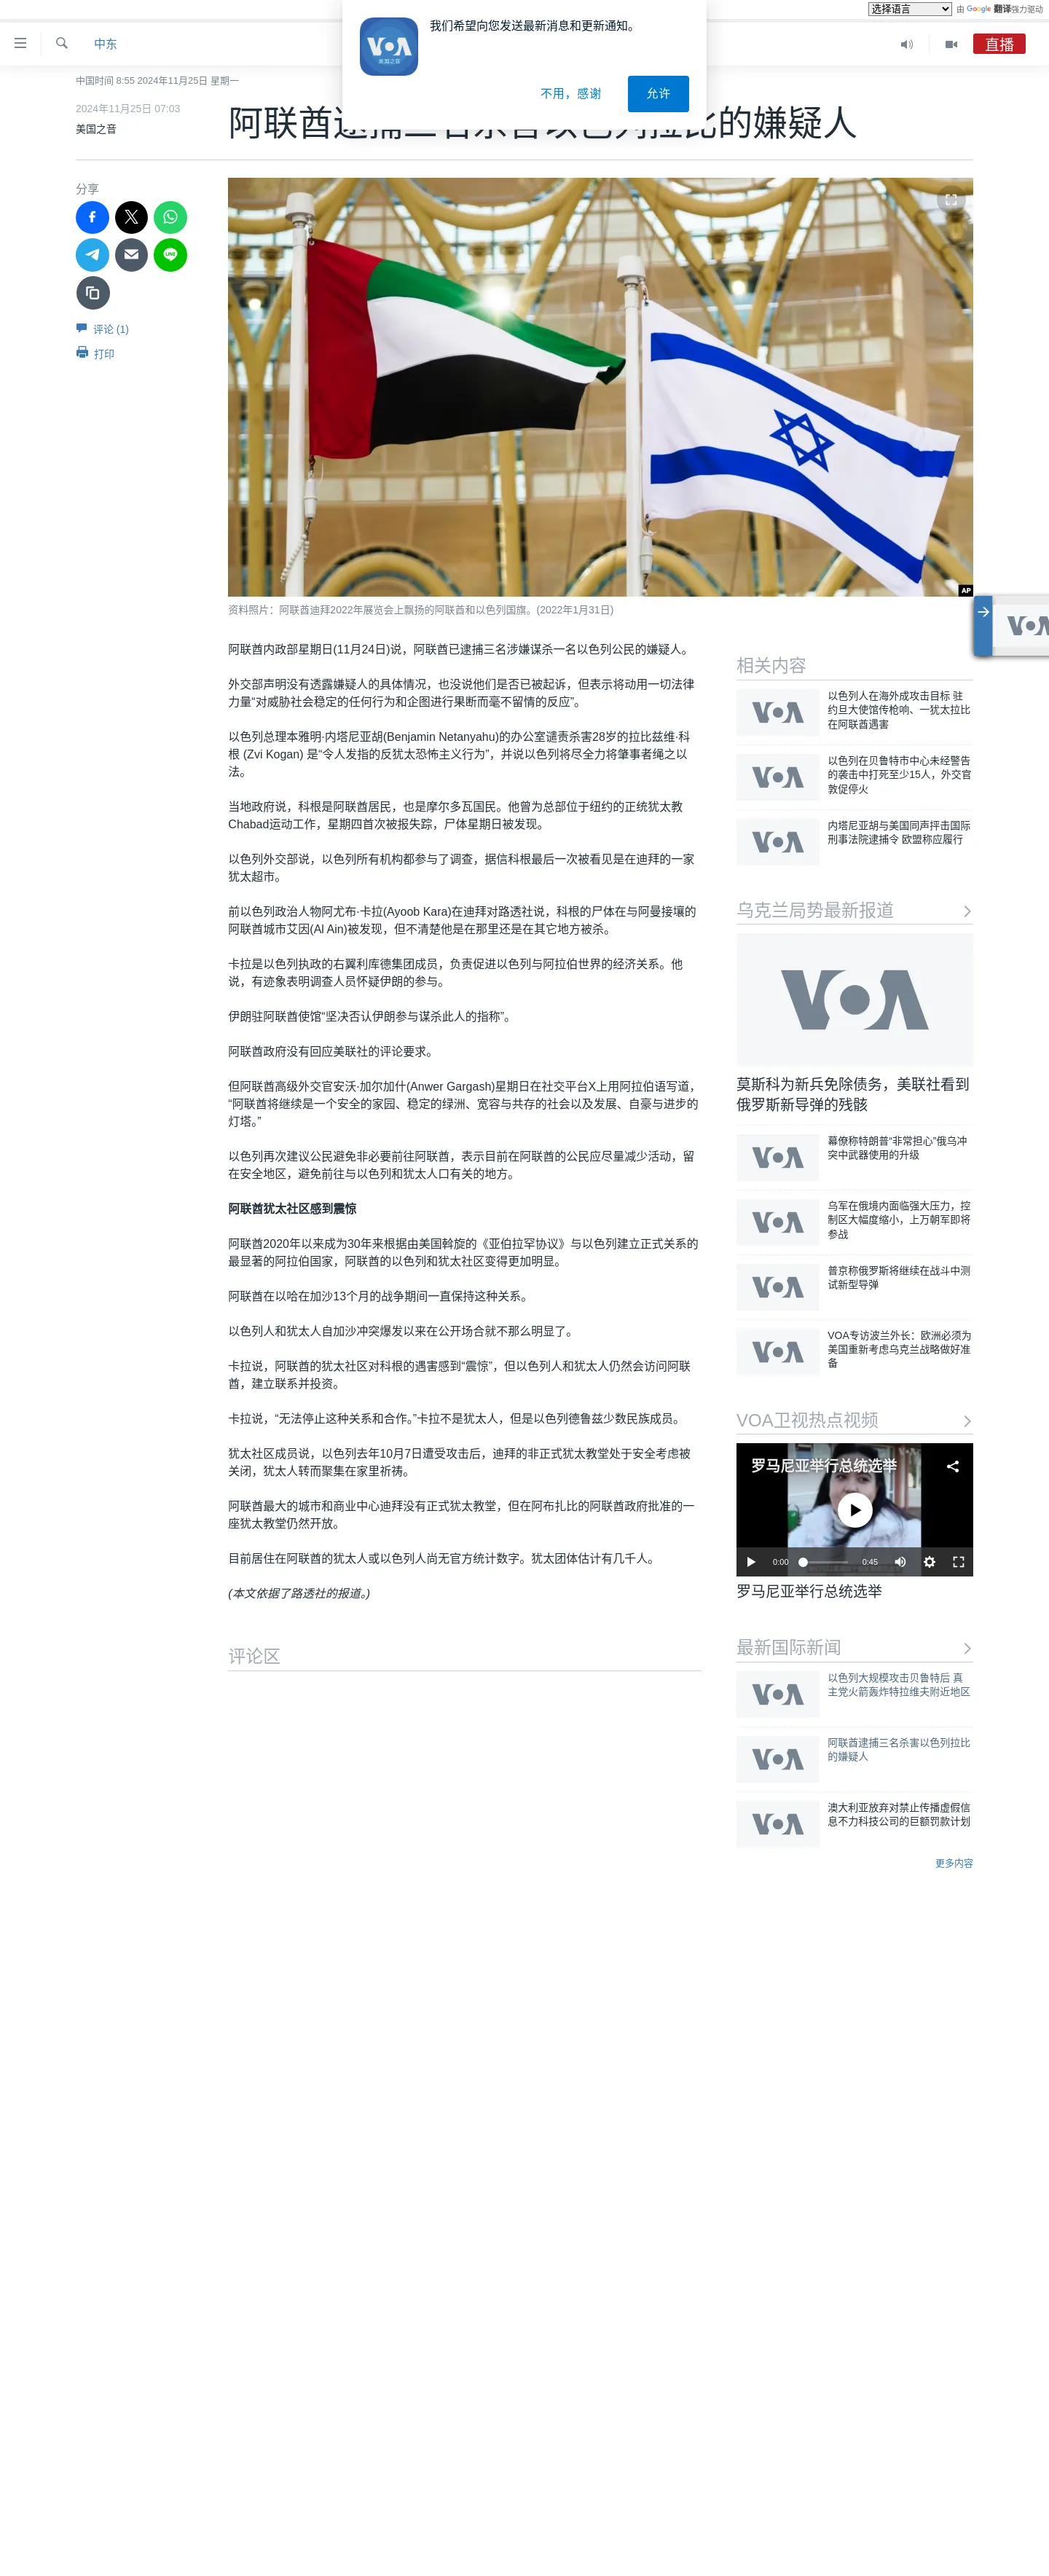 选择语言
由 Google 翻译强力驱动
我们希望向您发送最新消息和更新通知。
VOA
美国之音
不用，感谢
允许
中东
直播
中国时间 8:55 2024年11月25日 星期一
2024年11月25日 07:03
美国之音
阿联酋逮捕三名杀害以色列拉比的嫌疑人
分享
评论 (1)
打印
AP
资料照片：阿联酋迪拜2022年展览会上飘扬的阿联酋和以色列国旗。(2022年1月31日)
阿联酋内政部星期日(11月24日)说，阿联酋已逮捕三名涉嫌谋杀一名以色列公民的嫌疑人。
外交部声明没有透露嫌疑人的具体情况，也没说他们是否已被起诉，但表示将动用一切法律
力量“对威胁社会稳定的任何行为和企图进行果断而毫不留情的反应”。
以色列总理本雅明·内塔尼亚胡(Benjamin Netanyahu)的办公室谴责杀害28岁的拉比兹维·科
根 (Zvi Kogan) 是“令人发指的反犹太恐怖主义行为”，并说以色列将尽全力将肇事者绳之以
法。
当地政府说，科根是阿联酋居民，也是摩尔多瓦国民。他曾为总部位于纽约的正统犹太教
Chabad运动工作，星期四首次被报失踪，尸体星期日被发现。
以色列外交部说，以色列所有机构都参与了调查，据信科根最后一次被看见是在迪拜的一家
犹太超市。
前以色列政治人物阿尤布·卡拉(Ayoob Kara)在迪拜对路透社说，科根的尸体在与阿曼接壤的
阿联酋城市艾因(Al Ain)被发现，但不清楚他是在那里还是在其它地方被杀。
卡拉是以色列执政的右翼利库德集团成员，负责促进以色列与阿拉伯世界的经济关系。他
说，有迹象表明调查人员怀疑伊朗的参与。
伊朗驻阿联酋使馆“坚决否认伊朗参与谋杀此人的指称”。
阿联酋政府没有回应美联社的评论要求。
但阿联酋高级外交官安沃·加尔加什(Anwer Gargash)星期日在社交平台X上用阿拉伯语写道，
“阿联酋将继续是一个安全的家园、稳定的绿洲、宽容与共存的社会以及发展、自豪与进步的
灯塔。”
以色列再次建议公民避免非必要前往阿联酋，表示目前在阿联酋的公民应尽量减少活动，留
在安全地区，避免前往与以色列和犹太人口有关的地方。
阿联酋犹太社区感到震惊
阿联酋2020年以来成为30年来根据由美国斡旋的《亚伯拉罕协议》与以色列建立正式关系的
最显著的阿拉伯国家，阿联酋的以色列和犹太社区变得更加明显。
阿联酋在以哈在加沙13个月的战争期间一直保持这种关系。
以色列人和犹太人自加沙冲突爆发以来在公开场合就不那么明显了。
卡拉说，阿联酋的犹太社区对科根的遇害感到“震惊”，但以色列人和犹太人仍然会访问阿联
酋，建立联系并投资。
卡拉说，“无法停止这种关系和合作。”卡拉不是犹太人，但是以色列德鲁兹少数民族成员。
犹太社区成员说，以色列去年10月7日遭受攻击后，迪拜的非正式犹太教堂处于安全考虑被
关闭，犹太人转而聚集在家里祈祷。
阿联酋最大的城市和商业中心迪拜没有正式犹太教堂，但在阿布扎比的阿联酋政府批准的一
座犹太教堂仍然开放。
目前居住在阿联酋的犹太人或以色列人尚无官方统计数字。犹太团体估计有几千人。
(本文依据了路透社的报道。)
评论区
相关内容
以色列人在海外成攻击目标 驻
约旦大使馆传枪响、一犹太拉比
在阿联酋遇害
以色列在贝鲁特市中心未经警告
的袭击中打死至少15人，外交官
敦促停火
内塔尼亚胡与美国同声抨击国际
刑事法院逮捕令 欧盟称应履行
乌克兰局势最新报道
莫斯科为新兵免除债务，美联社看到
俄罗斯新导弹的残骸
幕僚称特朗普“非常担心”俄乌冲
突中武器使用的升级
乌军在俄境内面临强大压力，控
制区大幅度缩小，上万朝军即将
参战
普京称俄罗斯将继续在战斗中测
试新型导弹
VOA专访波兰外长：欧洲必须为
美国重新考虑乌克兰战略做好准
备
VOA卫视热点视频
罗马尼亚举行总统选举
0:00
0:45
罗马尼亚举行总统选举
最新国际新闻
以色列大规模攻击贝鲁特后 真
主党火箭轰炸特拉维夫附近地区
阿联酋逮捕三名杀害以色列拉比
的嫌疑人
澳大利亚放弃对禁止传播虚假信
息不力科技公司的巨额罚款计划
更多内容